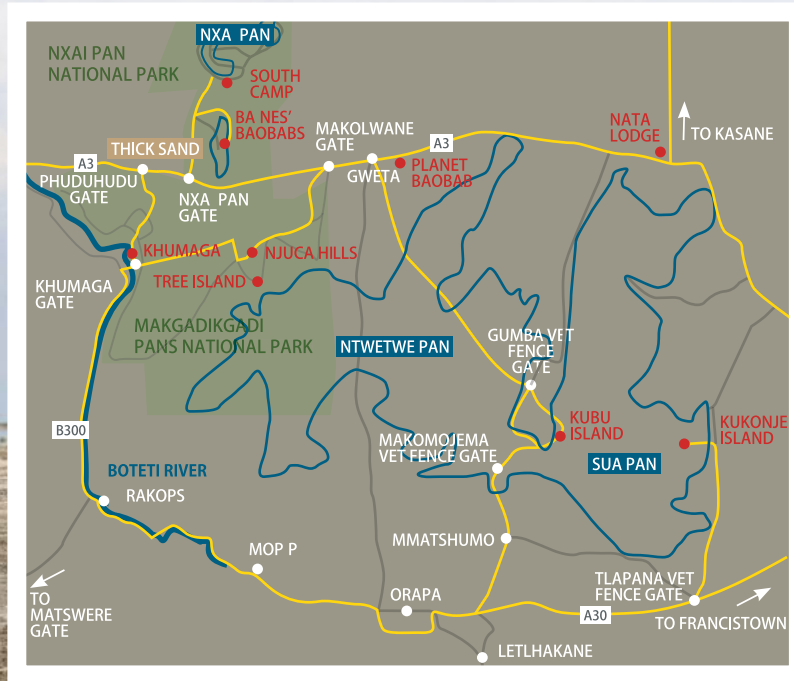 NXA PAN
NXAI PAN
NATIONAL PARK
SOUTH
CAMP
BA NES'
BAOBABS
NATA
LODGE
TO KASANE
MAKOLWANE
GATE
THICK SAND
A3
A3
PHUDUHUDU
GATE
GWETA
PLANET
BAOBAB
NXA PAN
GATE
KHUMAGA
NJUCA HILLS
KHUMAGA
GATE
TREE ISLAND
MAKGADIKGADI
PANS NATIONAL PARK
NTWETWE PAN
GUMBA VET
FENCE
GATE
B300
KUBU
ISLAND
KUKONJE
ISLAND
MAKOMOJEMA
VET FENCE GATE
SUA PAN
BOTETI RIVER
RAKOPS
MMATSHUMO
MOP P
TO
MATSWERE
GATE
ORAPA
TLAPANA VET
FENCE GATE
A30
TO FRANCISTOWN
LETLHAKANE